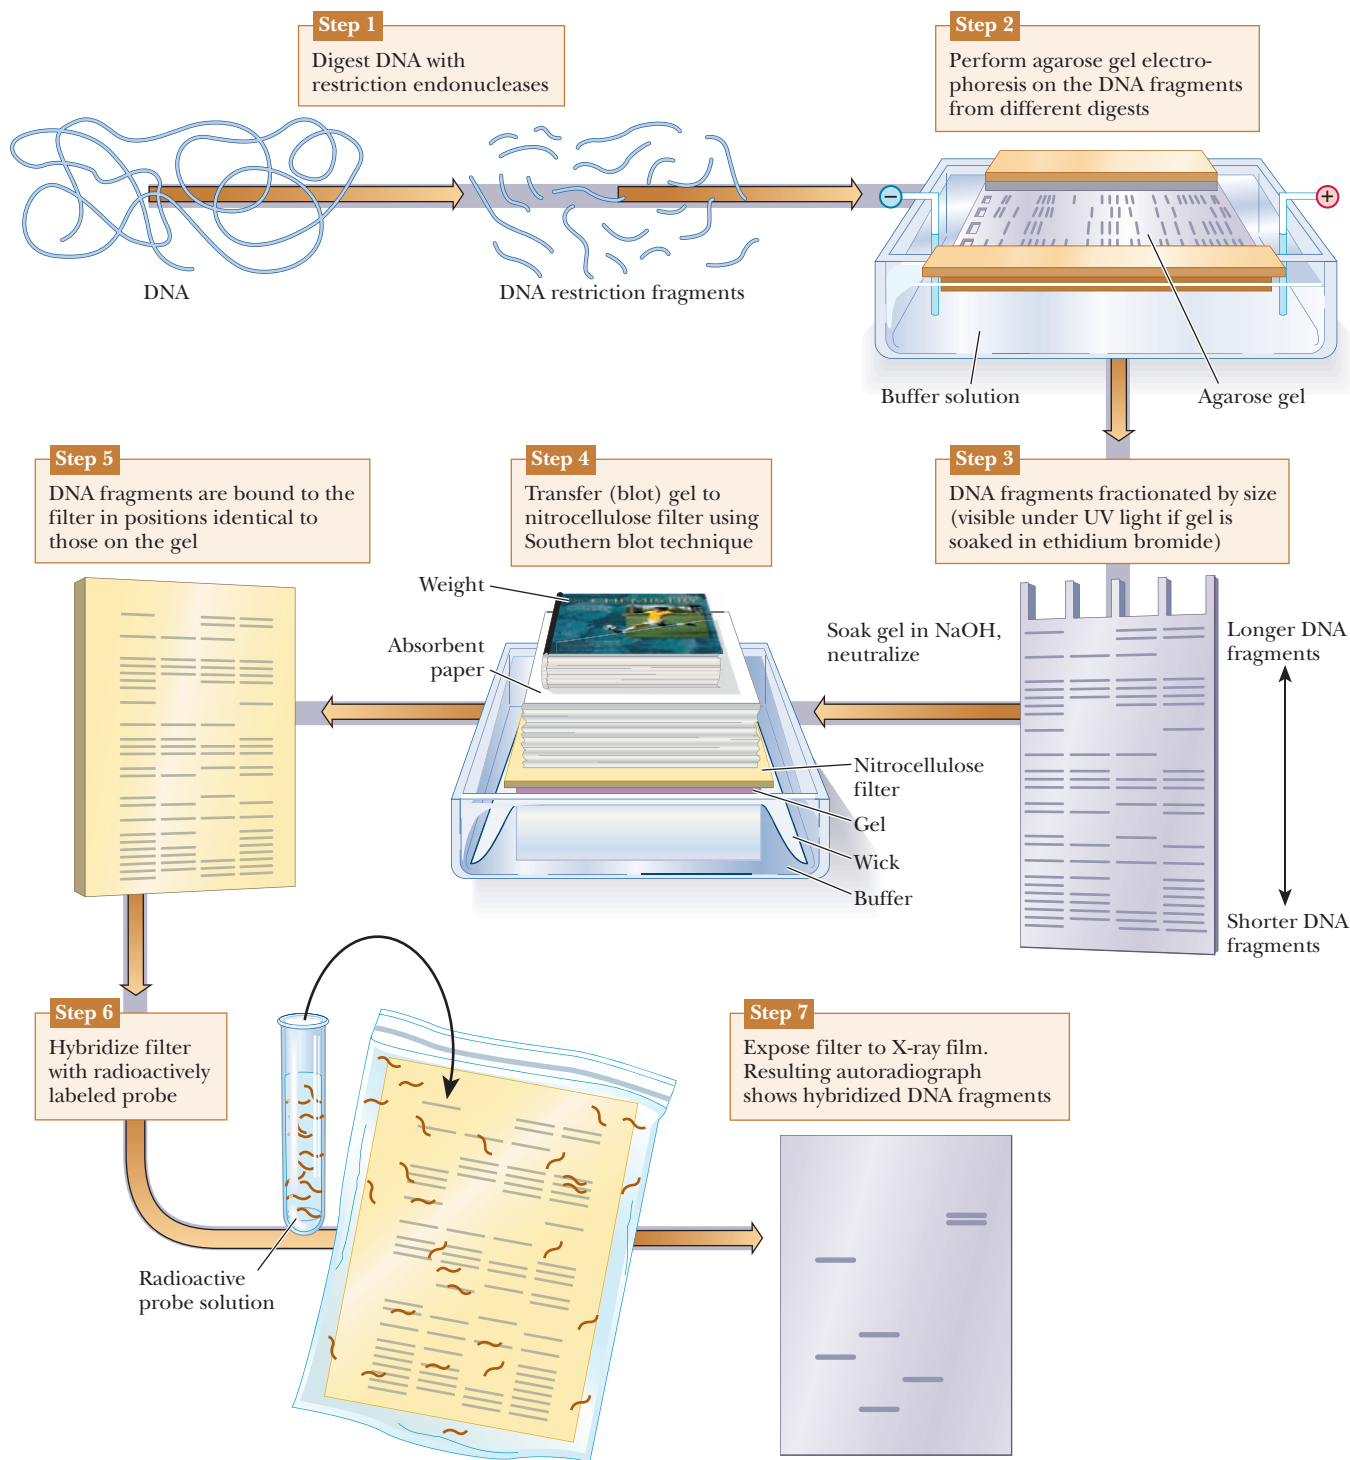 Step 1
Digest DNA with
restriction endonucleases
DNA
DNA restriction fragments
Step 2
Perform agarose gel electro-
phoresis on the DNA fragments
from different digests
−
+
Buffer solution
Agarose gel
Step 3
DNA fragments fractionated by size
(visible under UV light if gel is
soaked in ethidium bromide)
Longer DNA
fragments
Shorter DNA
fragments
Soak gel in NaOH,
neutralize
Step 4
Transfer (blot) gel to
nitrocellulose filter using
Southern blot technique
Weight
CHEMISTRY
Absorbent
paper
Nitrocellulose
filter
Gel
Wick
Buffer
Step 5
DNA fragments are bound to the
filter in positions identical to
those on the gel
Step 6
Hybridize filter
with radioactively
labeled probe
Radioactive
probe solution
Step 7
Expose filter to X-ray film.
Resulting autoradiograph
shows hybridized DNA fragments